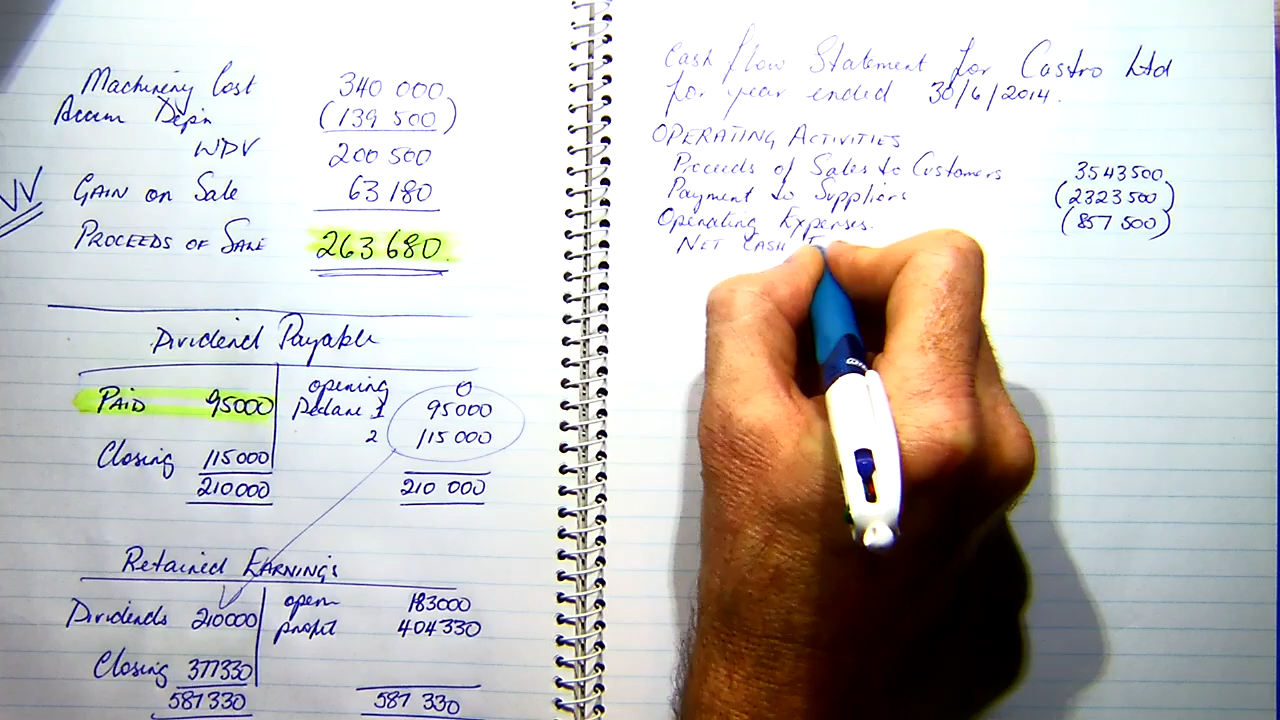 Machinery Cost 340 000
Accum Dep'n (139 500)
WDV 200 500
GAIN on Sale 63 180
PROCEEDS OF SALE 263 680
Dividend Payable
opening 0
PAID 95000 Declare 1 95000
2 115 000
Closing 115000
210000 210 000
Retained EARNINGS
Dividends 210000 open 183000
profit 404330
Closing 377330
587330 587 330
Cash flow Statement for Castro Ltd
for year ended 30/6/2014.
OPERATING ACTIVITIES
Proceeds of Sales to Customers 3543500
Payment to Suppliers (2323500)
Operating Expenses. (857 500)
NET CASH